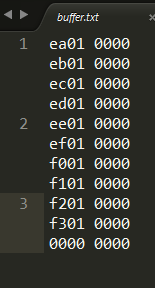 buffer.txt
1 ea01 0000
eb01 0000
ec01 0000
ed01 0000
2 ee01 0000
ef01 0000
f001 0000
f101 0000
3 f201 0000
f301 0000
0000 0000